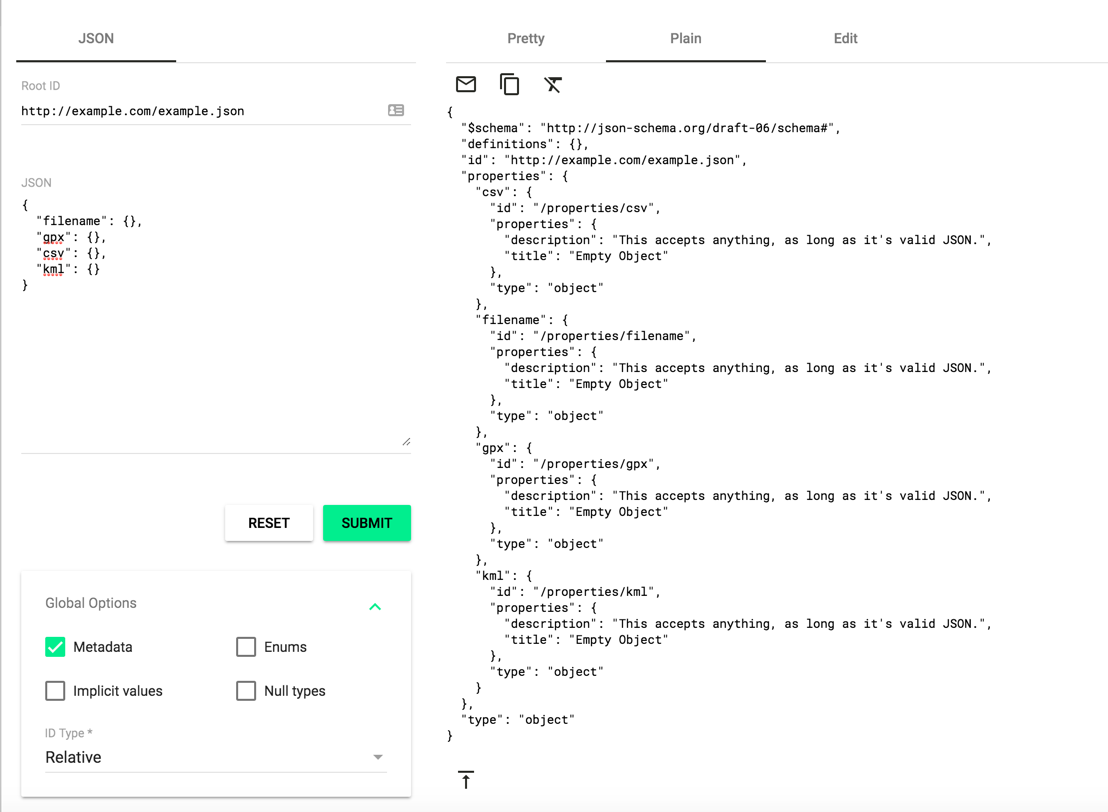 JSON
Root ID
http://example.com/example.json
JSON
{
  "filename": {},
  "gpx": {},
  "csv": {},
  "kml": {}
}
RESET SUBMIT
Global Options
Metadata Enums
Implicit values Null types
ID Type *
Relative
Pretty Plain Edit
{
  "$schema": "http://json-schema.org/draft-06/schema#",
  "definitions": {},
  "id": "http://example.com/example.json",
  "properties": {
    "csv": {
      "id": "/properties/csv",
      "properties": {
        "description": "This accepts anything, as long as it's valid JSON.",
        "title": "Empty Object"
      },
      "type": "object"
    },
    "filename": {
      "id": "/properties/filename",
      "properties": {
        "description": "This accepts anything, as long as it's valid JSON.",
        "title": "Empty Object"
      },
      "type": "object"
    },
    "gpx": {
      "id": "/properties/gpx",
      "properties": {
        "description": "This accepts anything, as long as it's valid JSON.",
        "title": "Empty Object"
      },
      "type": "object"
    },
    "kml": {
      "id": "/properties/kml",
      "properties": {
        "description": "This accepts anything, as long as it's valid JSON.",
        "title": "Empty Object"
      },
      "type": "object"
    }
  },
  "type": "object"
}